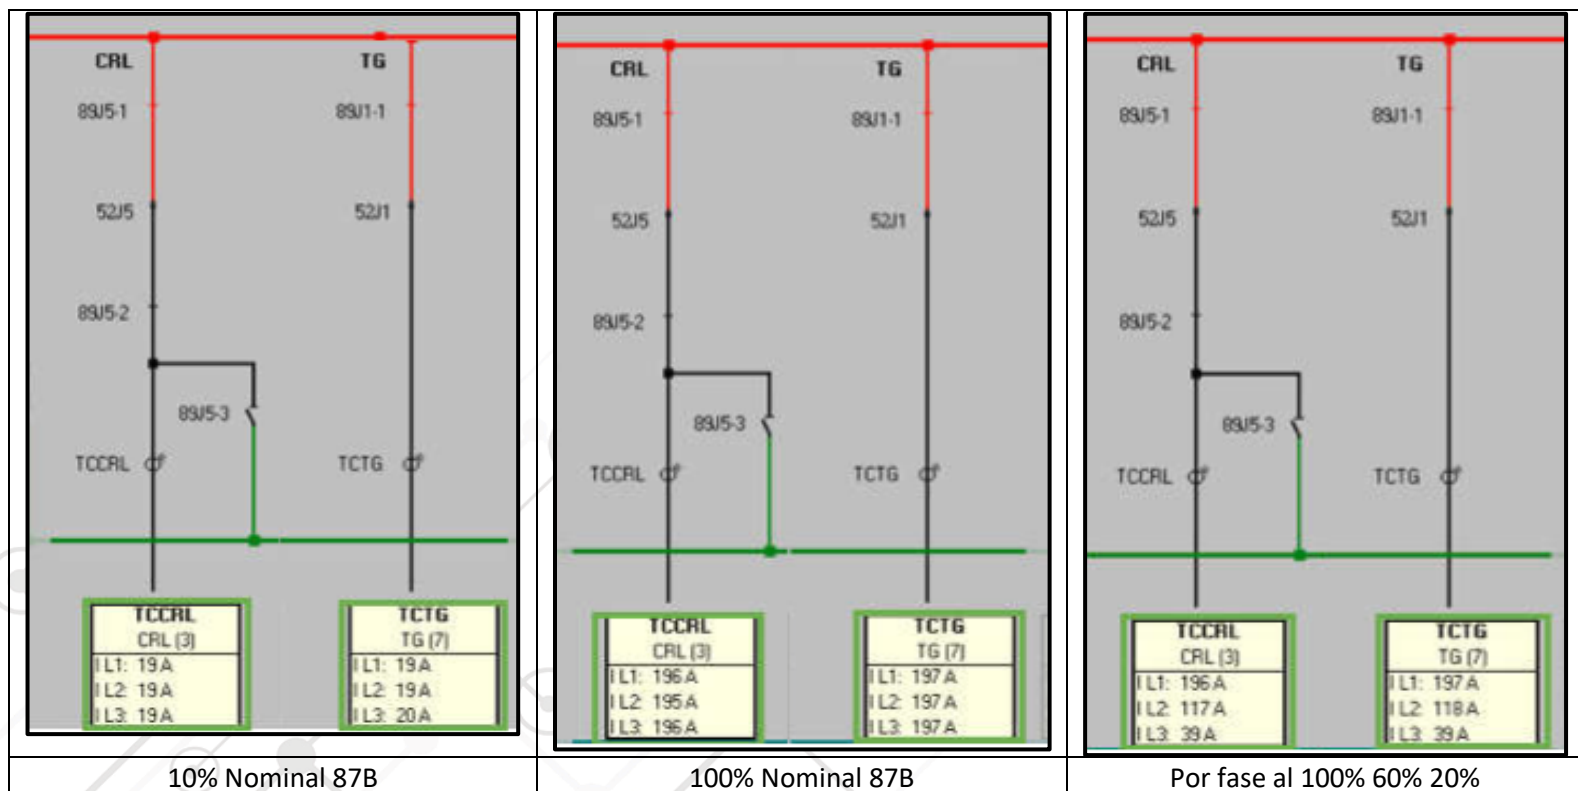 CRL TG
89J5-1 89J1-1
52J5 52J1
89J5-2
89J5-3
TCCRL TCTG
TCCRL
CRL (3)
I L1: 19 A
I L2: 19 A
I L3: 19 A
TCTG
TG (7)
I L1: 19 A
I L2: 19 A
I L3: 20 A
10% Nominal 87B
CRL TG
89J5-1 89J1-1
52J5 52J1
89J5-2
89J5-3
TCCRL TCTG
TCCRL
CRL (3)
I L1: 196 A
I L2: 195 A
I L3: 196 A
TCTG
TG (7)
I L1: 197 A
I L2: 197 A
I L3: 197 A
100% Nominal 87B
CRL TG
89J5-1 89J1-1
52J5 52J1
89J5-2
89J5-3
TCCRL TCTG
TCCRL
CRL (3)
I L1: 196 A
I L2: 117 A
I L3: 39 A
TCTG
TG (7)
I L1: 197 A
I L2: 118 A
I L3: 39 A
Por fase al 100% 60% 20%